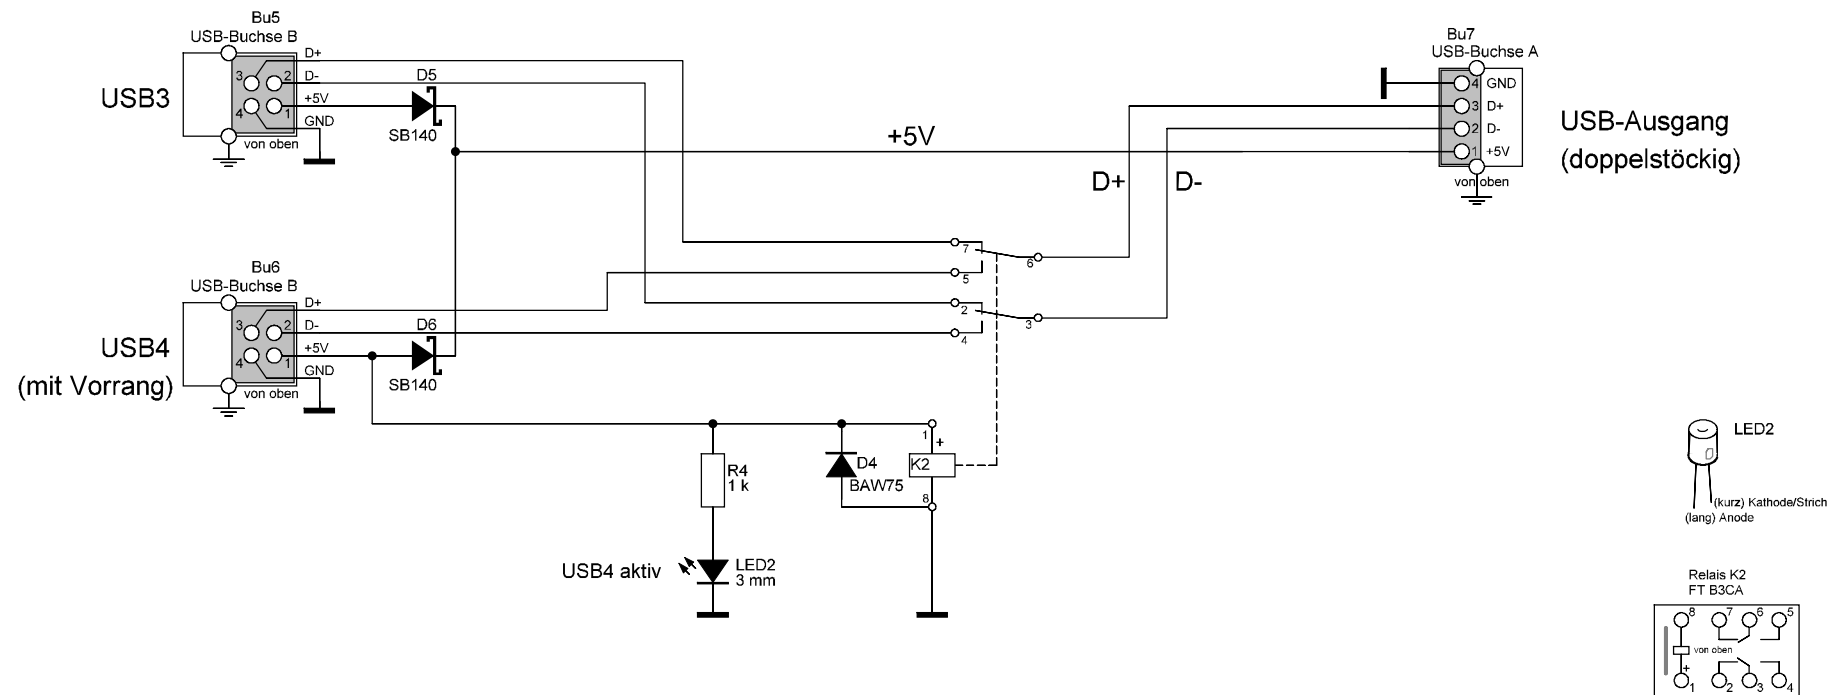 Bu5
USB-Buchse B
USB3
D+
3
2
D-
4
1
+5V
GND
von oben
D5
SB140
+5V
Bu7
USB-Buchse A
4
GND
3
D+
2
D-
1
+5V
von oben
USB-Ausgang
(doppelstöckig)
D+
D-
7
6
5
2
3
4
Bu6
USB-Buchse B
USB4
(mit Vorrang)
D+
3
2
D-
4
1
+5V
GND
von oben
D6
SB140
R4
1 k
D4
BAW75
1
+
K2
8
USB4 aktiv
LED2
3 mm
LED2
(kurz) Kathode/Strich
(lang) Anode
Relais K2
FT B3CA
8
7
6
5
von oben
+
1
2
3
4